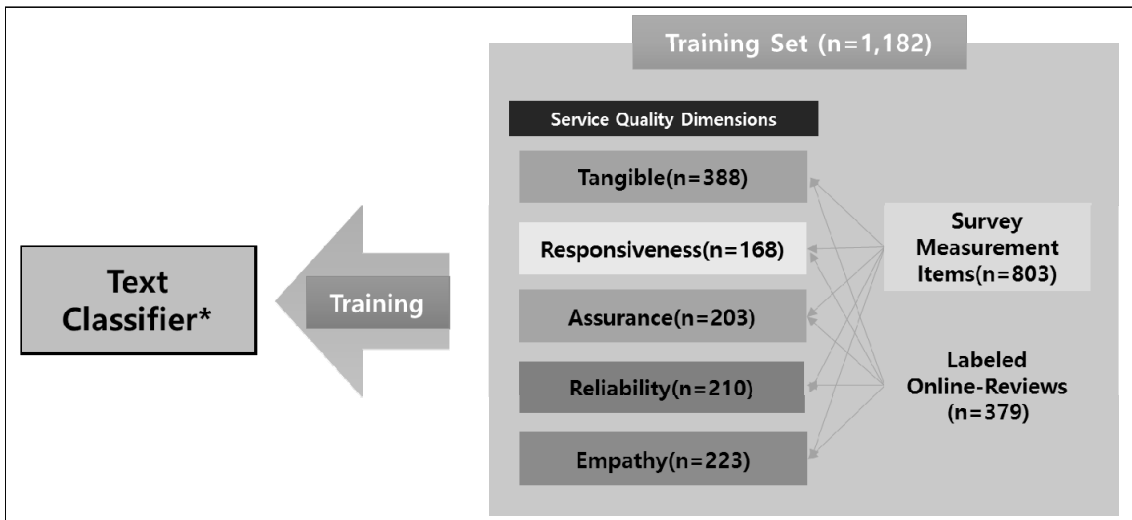 Training Set (n=1,182)
Service Quality Dimensions
Tangible(n=388)
Responsiveness(n=168)
Assurance(n=203)
Reliability(n=210)
Empathy(n=223)
Survey
Measurement
Items(n=803)
Labeled
Online-Reviews
(n=379)
Training
Text
Classifier*